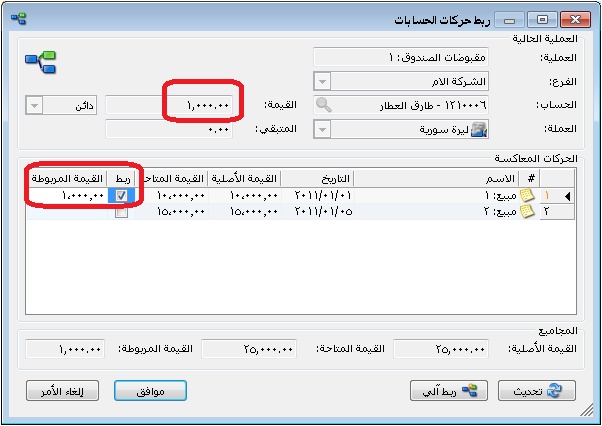 ربط حركات الحسابات
العملية الحالية
العملية: مقبوضات الصندوق: ١
الفرع: الشركة الام
الحساب: ١٢١٠٠٠٦ - طارق العطار القيمة: ١,٠٠٠.٠٠ دائن
العملة: ليرة سورية المتبقي: ٠.٠٠
الحركات المعاكسة
# الاسم التاريخ القيمة الأصلية القيمة المتاحة ربط القيمة المربوطة
١ مبيع: ١ ٢٠١١/٠١/٠١ ١٠,٠٠٠,٠٠ ١٠,٠٠٠,٠٠ ١,٠٠٠,٠٠
٢ مبيع: ٢ ٢٠١١/٠١/٠٥ ١٥,٠٠٠,٠٠ ١٥,٠٠٠,٠٠
المجاميع
القيمة الأصلية: ٢٥,٠٠٠.٠٠ القيمة المتاحة: ٢٥,٠٠٠.٠٠ القيمة المربوطة: ١,٠٠٠.٠٠
تحديث ربط آلي موافق إلغاء الأمر